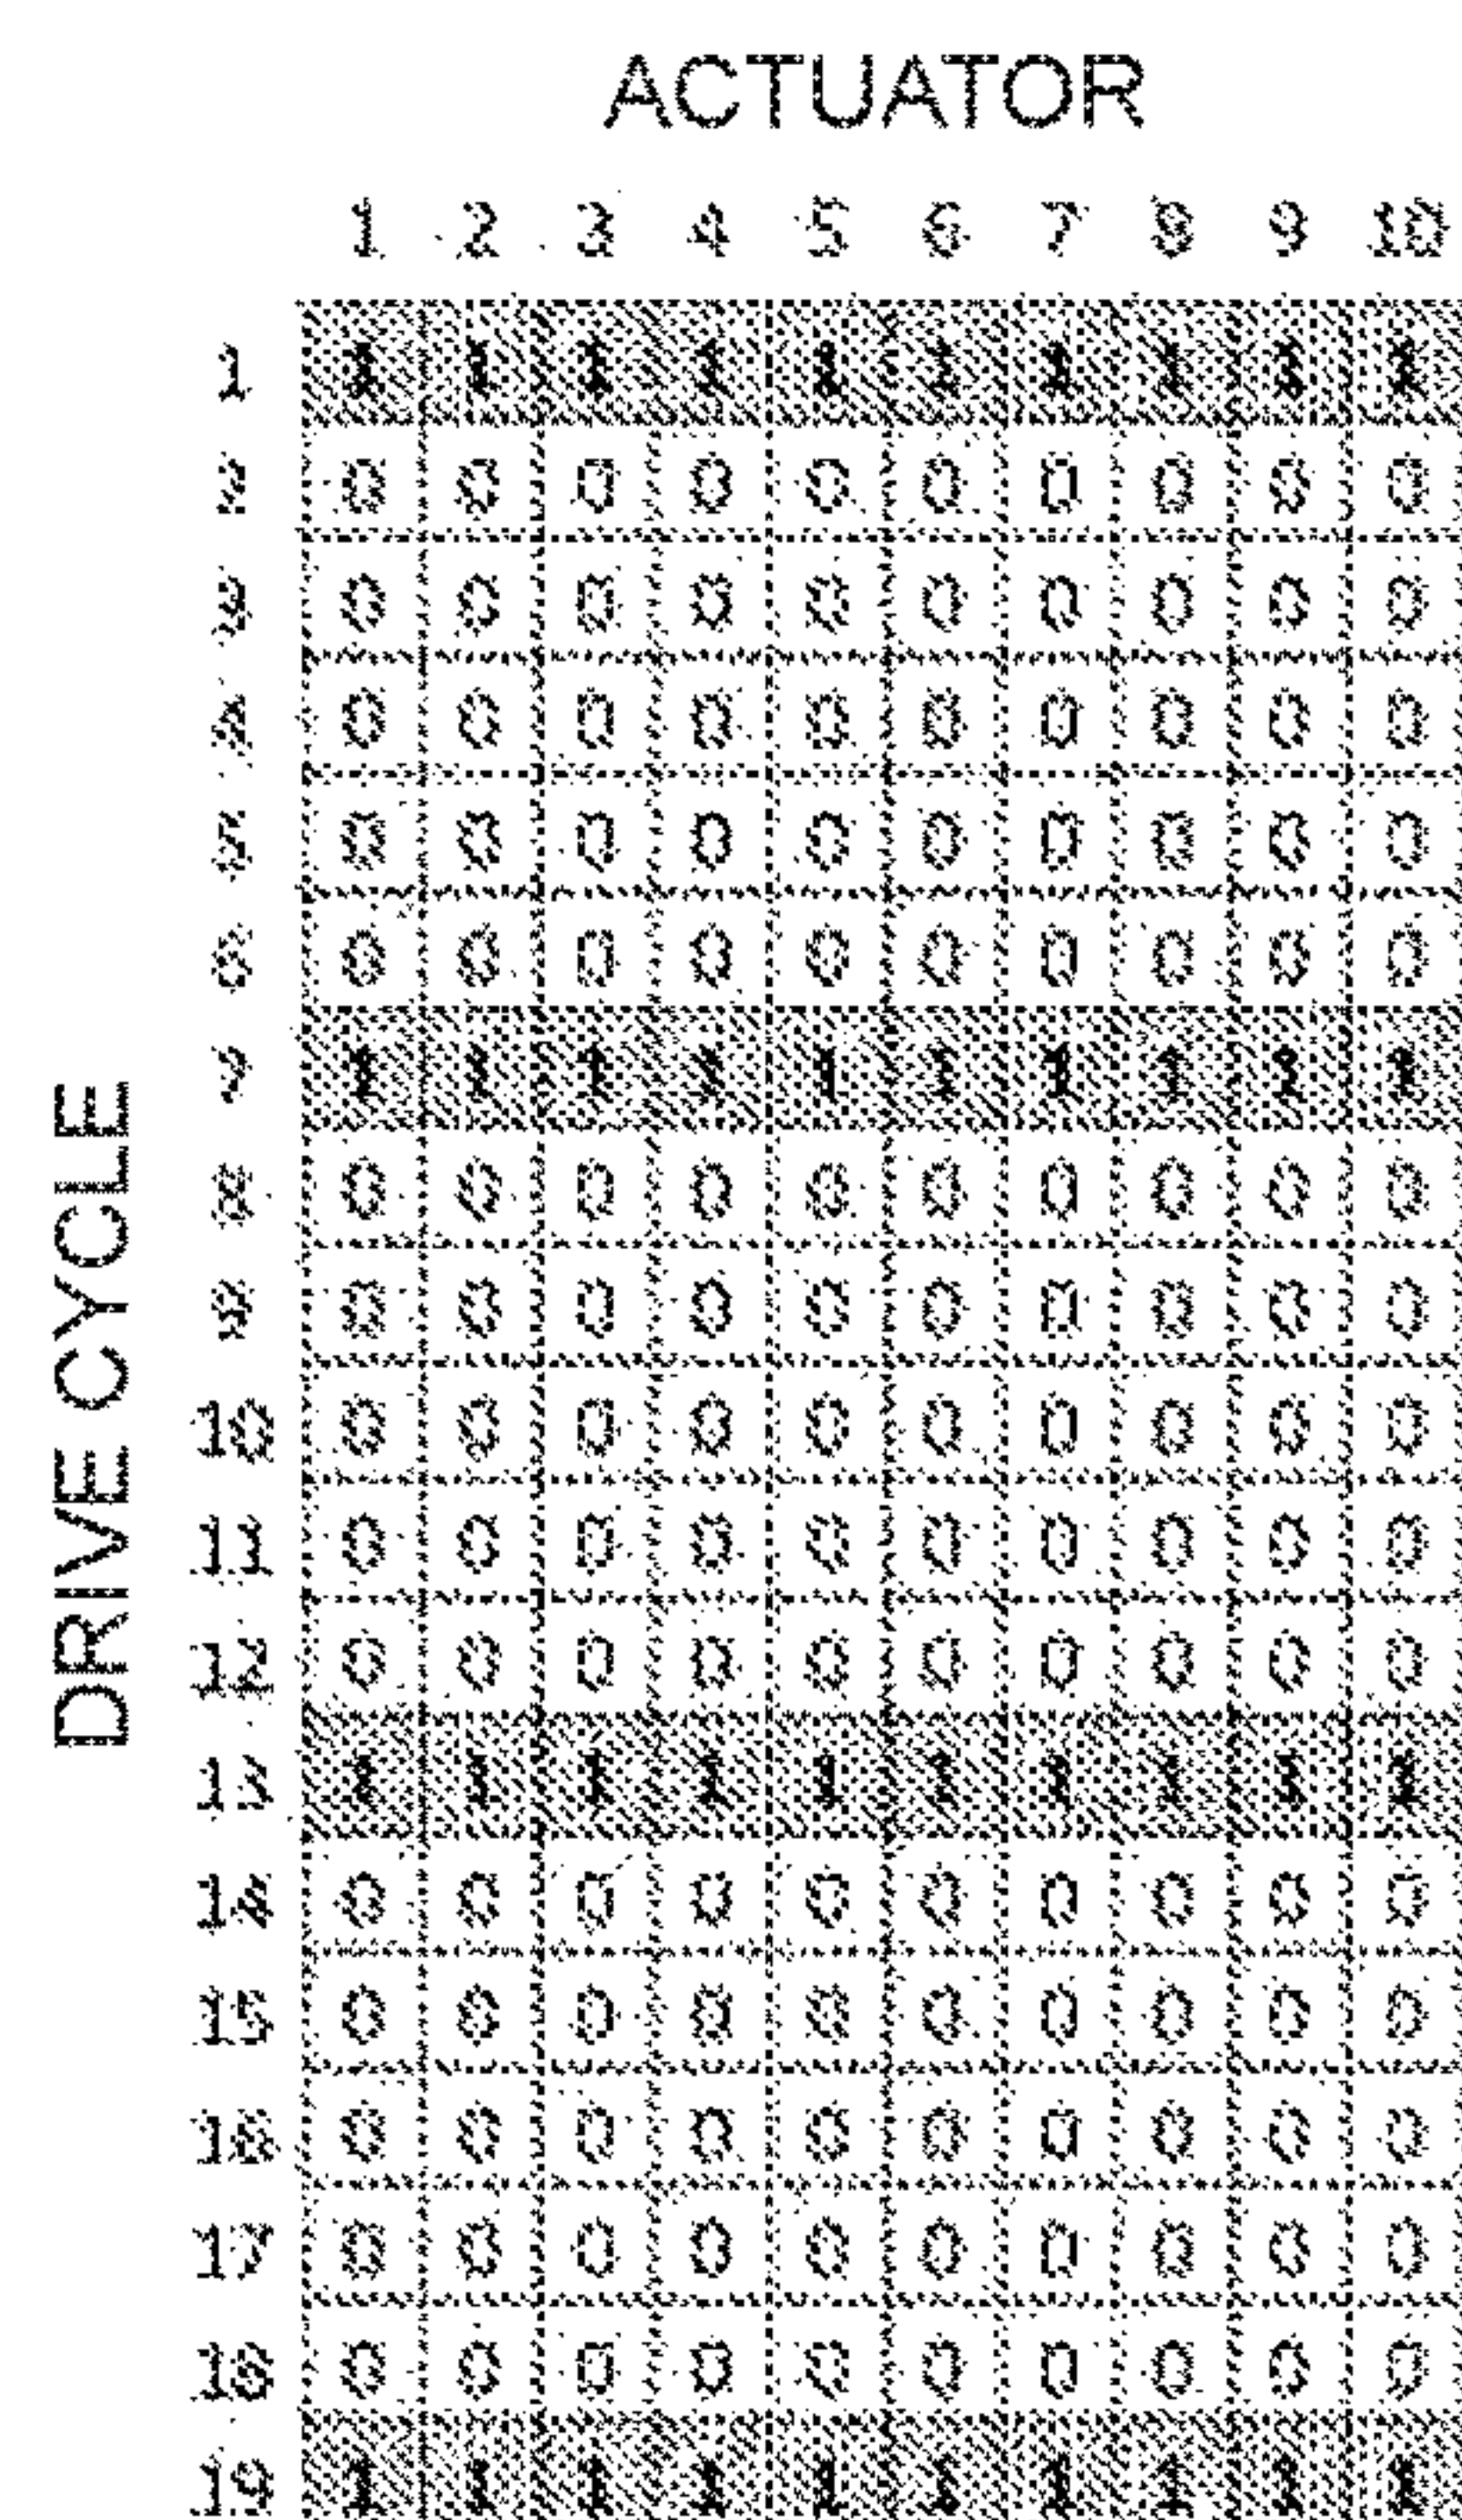 ACTUATOR
1 2 3 4 5 6 7 8 9 10
DRIVE CYCLE
1 1 1 1 1 1 1 1 1 1 1
2 0 0 0 0 0 0 0 0 0 0
3 0 0 0 0 0 0 0 0 0 0
4 0 0 0 0 0 0 0 0 0 0
5 0 0 0 0 0 0 0 0 0 0
6 0 0 0 0 0 0 0 0 0 0
7 1 1 1 1 1 1 1 1 1 1
8 0 0 0 0 0 0 0 0 0 0
9 0 0 0 0 0 0 0 0 0 0
10 0 0 0 0 0 0 0 0 0 0
11 0 0 0 0 0 0 0 0 0 0
12 0 0 0 0 0 0 0 0 0 0
13 1 1 1 1 1 1 1 1 1 1
14 0 0 0 0 0 0 0 0 0 0
15 0 0 0 0 0 0 0 0 0 0
16 0 0 0 0 0 0 0 0 0 0
17 0 0 0 0 0 0 0 0 0 0
18 0 0 0 0 0 0 0 0 0 0
19 1 1 1 1 1 1 1 1 1 1